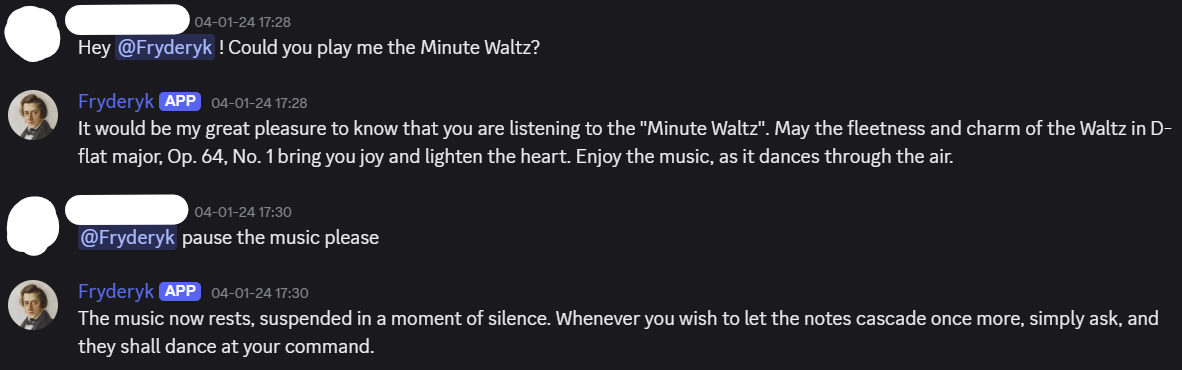 04-01-24 17:28
Hey @Fryderyk ! Could you play me the Minute Waltz?
Fryderyk APP 04-01-24 17:28
It would be my great pleasure to know that you are listening to the "Minute Waltz". May the fleetness and charm of the Waltz in D-
flat major, Op. 64, No. 1 bring you joy and lighten the heart. Enjoy the music, as it dances through the air.
04-01-24 17:30
@Fryderyk pause the music please
Fryderyk APP 04-01-24 17:30
The music now rests, suspended in a moment of silence. Whenever you wish to let the notes cascade once more, simply ask, and
they shall dance at your command.